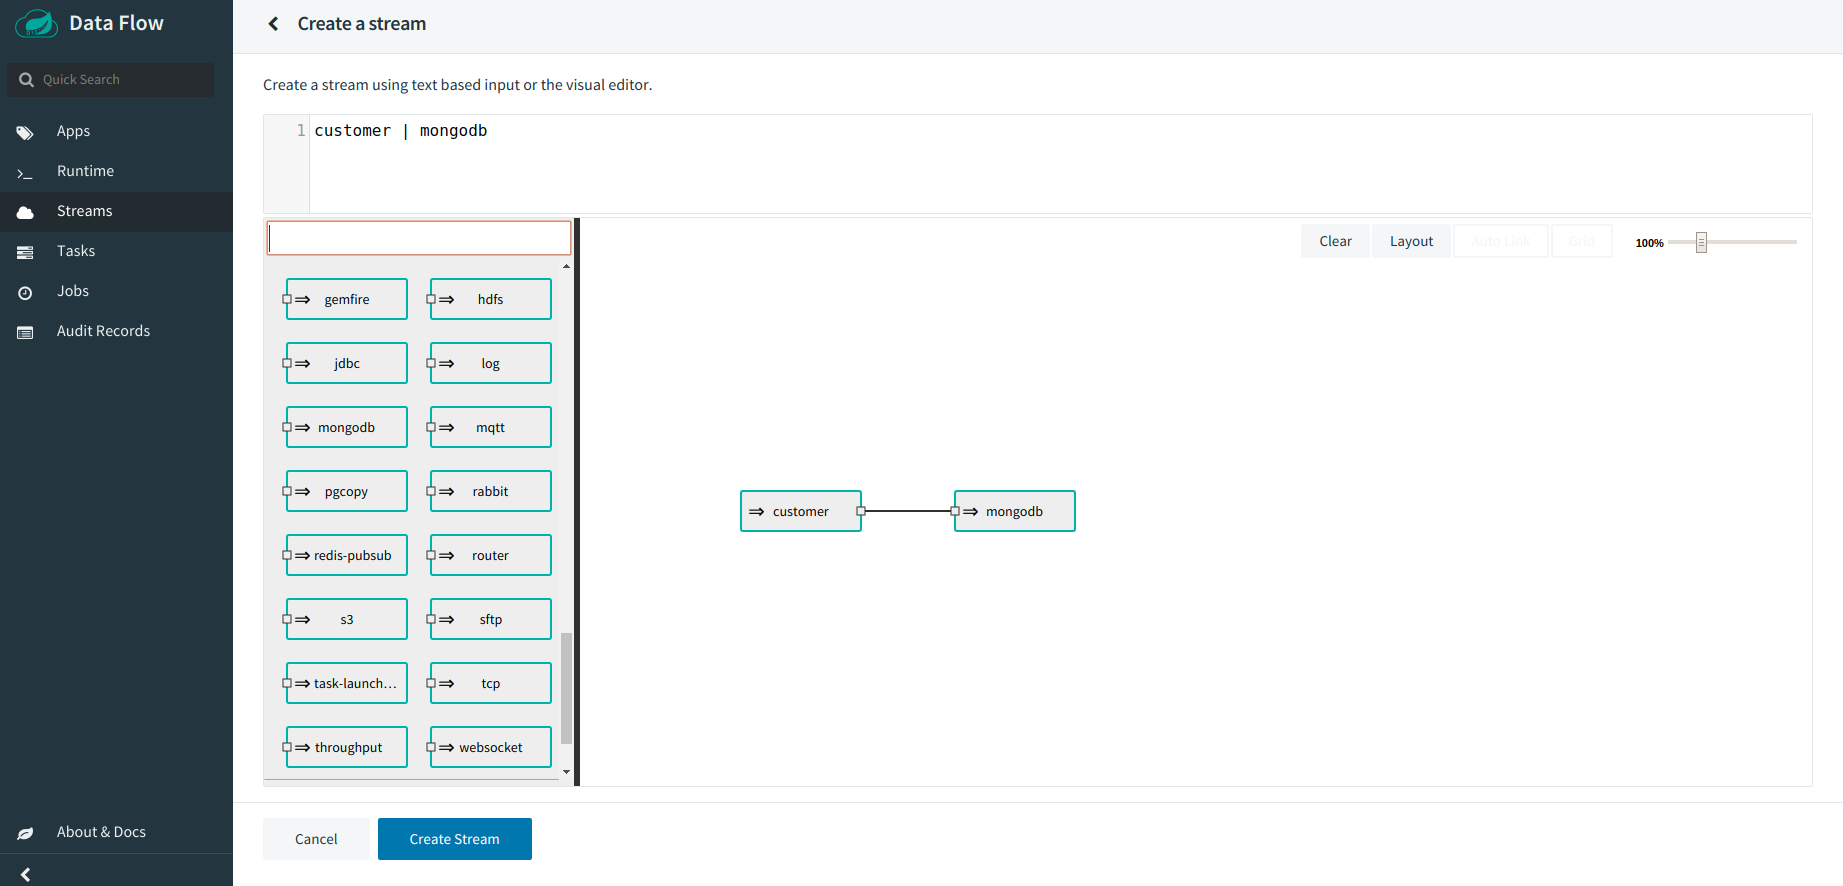 Data Flow
Quick Search
Apps
Runtime
Streams
Tasks
Jobs
Audit Records
About & Docs
Create a stream
Create a stream using text based input or the visual editor.
1 customer | mongodb
Clear Layout Auto Link Grid 100%
gemfire hdfs
jdbc log
mongodb mqtt
pgcopy rabbit
redis-pubsub router
s3 sftp
task-launch... tcp
throughput websocket
customer mongodb
Cancel Create Stream